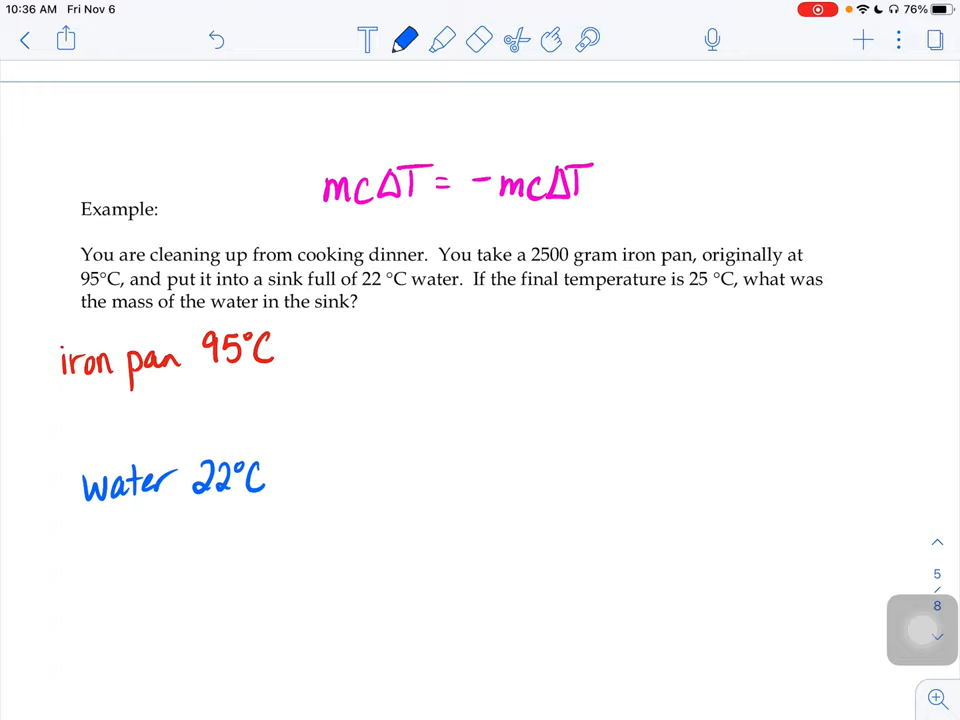 10:36 AM Fri Nov 6 76%
T
mcΔT = -mcΔT
Example:
You are cleaning up from cooking dinner. You take a 2500 gram iron pan, originally at
95°C, and put it into a sink full of 22 °C water. If the final temperature is 25 °C, what was
the mass of the water in the sink?
iron pan 95°C
water 22°C
5
/
8